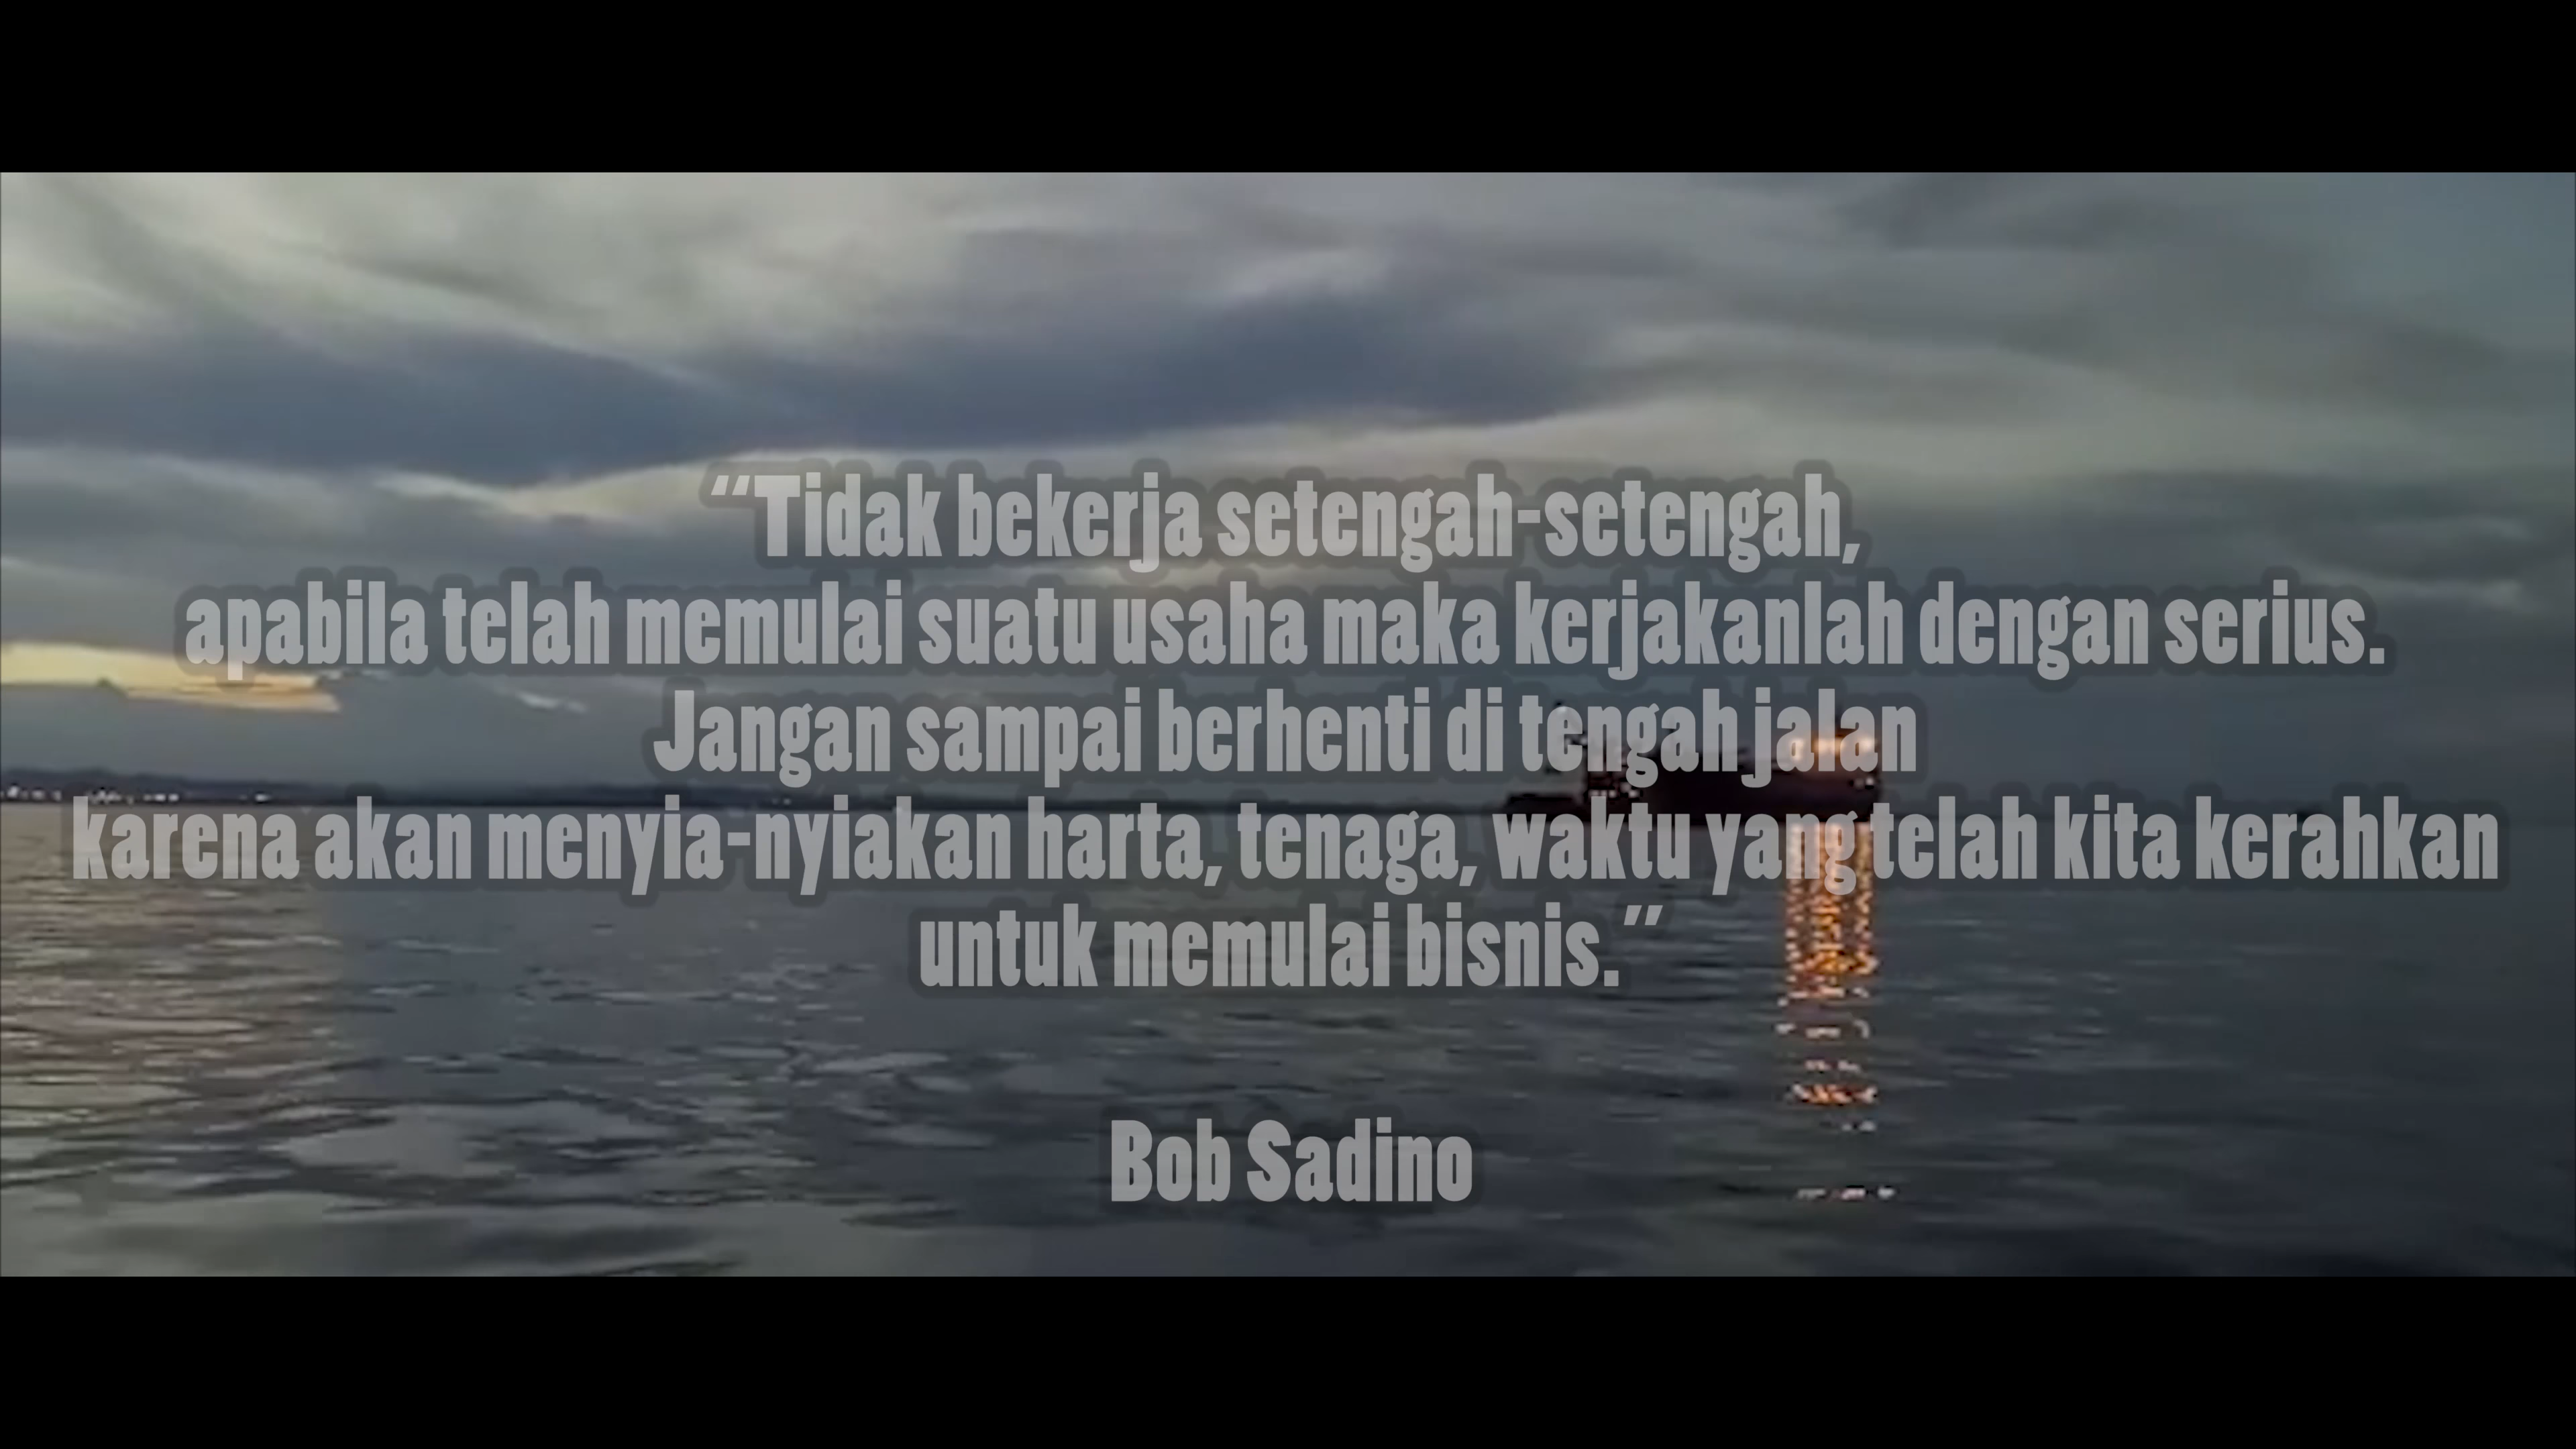 “Tidak bekerja setengah-setengah,
apabila telah memulai suatu usaha maka kerjakanlah dengan serius.
Jangan sampai berhenti di tengah jalan
karena akan menyia-nyiakan harta, tenaga, waktu yang telah kita kerahkan
untuk memulai bisnis.”
Bob Sadino